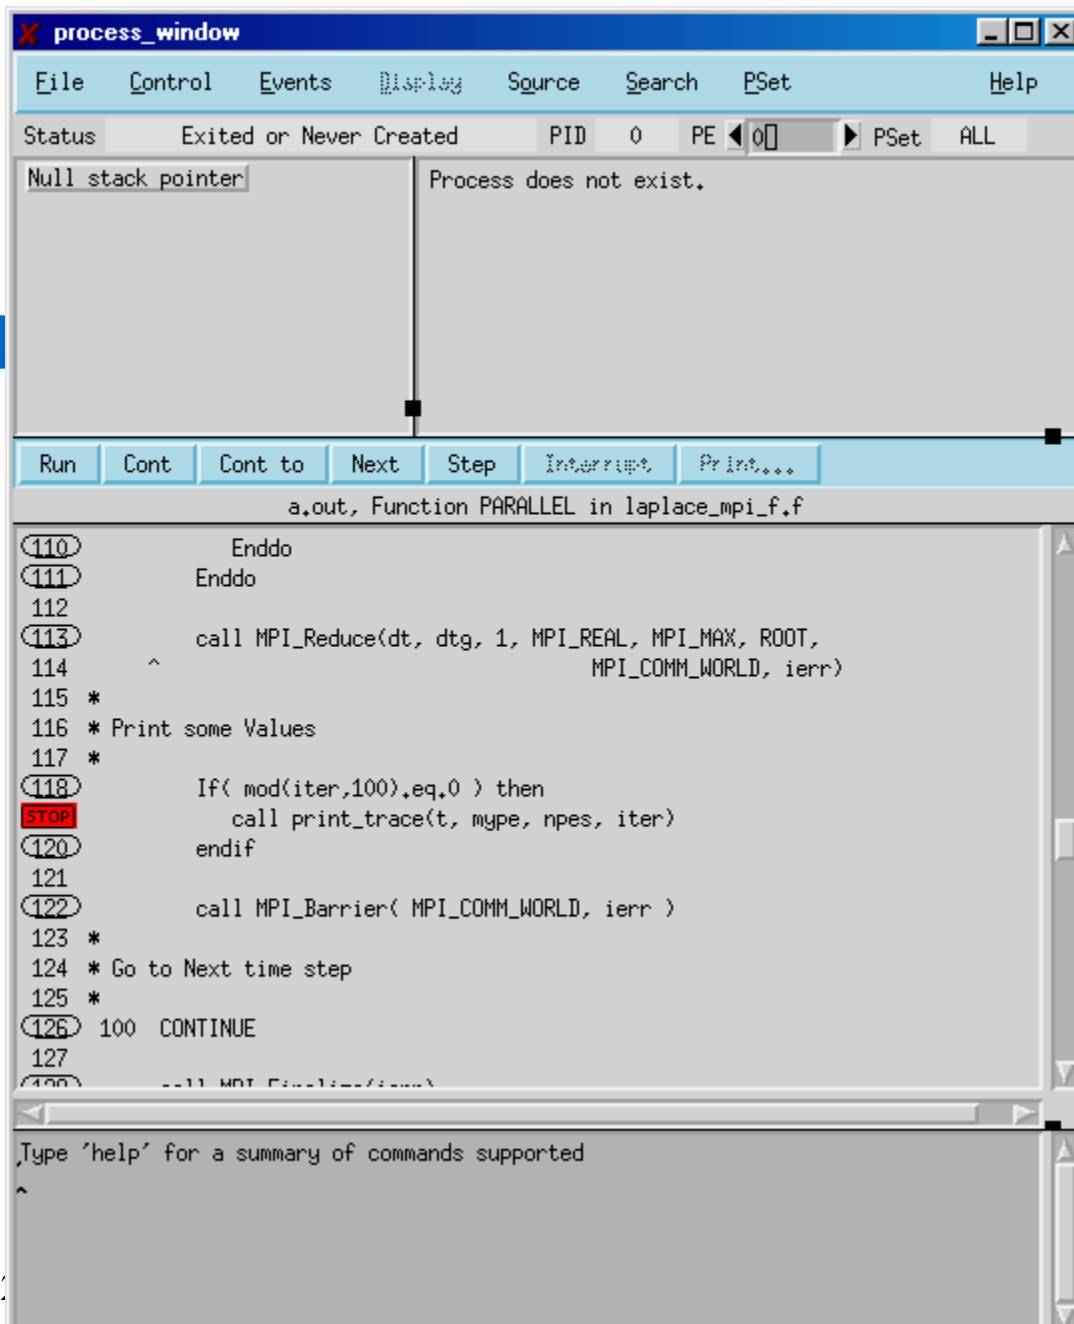 process_window
File Control Events Display Source Search PSet Help
Status Exited or Never Created PID 0 PE 0 PSet ALL
Null stack pointer
Process does not exist.
Run Cont Cont to Next Step Interrupt Print...
a.out, Function PARALLEL in laplace_mpi_f.f
110 Enddo
111 Enddo
112
113 call MPI_Reduce(dt, dtg, 1, MPI_REAL, MPI_MAX, ROOT,
114 ^ MPI_COMM_WORLD, ierr)
115 *
116 * Print some Values
117 *
118 If( mod(iter,100).eq.0 ) then
STOP call print_trace(t, mype, npes, iter)
120 endif
121
122 call MPI_Barrier( MPI_COMM_WORLD, ierr )
123 *
124 * Go to Next time step
125 *
126 100 CONTINUE
127
call MPI_Finalize(ierr)
Type 'help' for a summary of commands supported